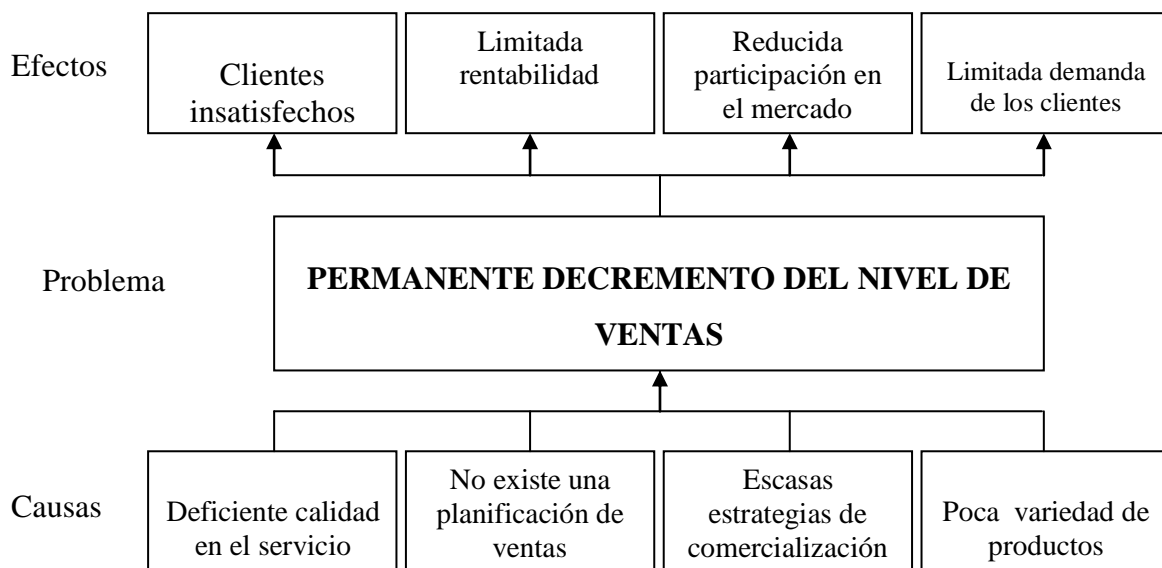 Efectos
Clientes
insatisfechos
Limitada
rentabilidad
Reducida
participación en
el mercado
Limitada demanda
de los clientes
Problema
PERMANENTE DECREMENTO DEL NIVEL DE
VENTAS
Causas
Deficiente calidad
en el servicio
No existe una
planificación de
ventas
Escasas
estrategias de
comercialización
Poca  variedad de
productos